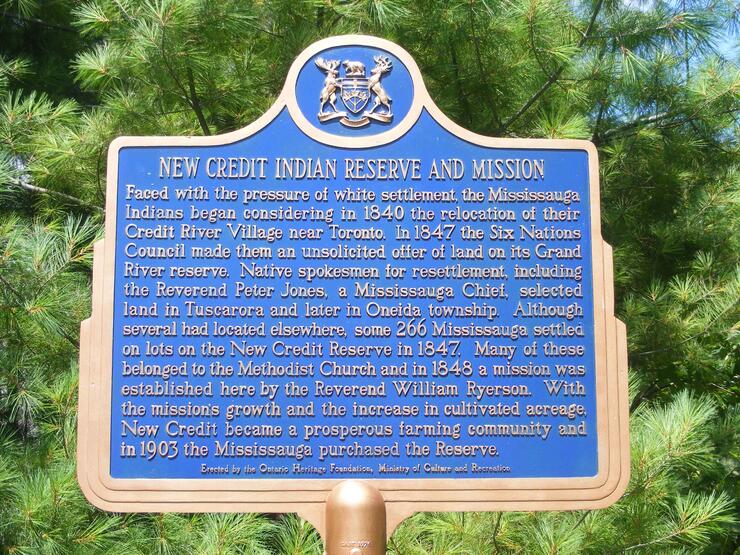 NEW CREDIT INDIAN RESERVE AND MISSION
Faced with the pressure of white settlement, the Mississauga
Indians began considering in 1840 the relocation of their
Credit River Village near Toronto. In 1847 the Six Nations
Council made them an unsolicited offer of land on its Grand
River reserve. Native spokesmen for resettlement, including
the Reverend Peter Jones, a Mississauga Chief, selected
land in Tuscarora and later in Oneida township. Although
several had located elsewhere, some 266 Mississauga settled
on lots on the New Credit Reserve in 1847. Many of these
belonged to the Methodist Church and in 1848 a mission was
established here by the Reverend William Ryerson. With
the mission's growth and the increase in cultivated acreage,
New Credit became a prosperous farming community and
in 1903 the Mississauga purchased the Reserve.
Erected by the Ontario Heritage Foundation, Ministry of Culture and Recreation